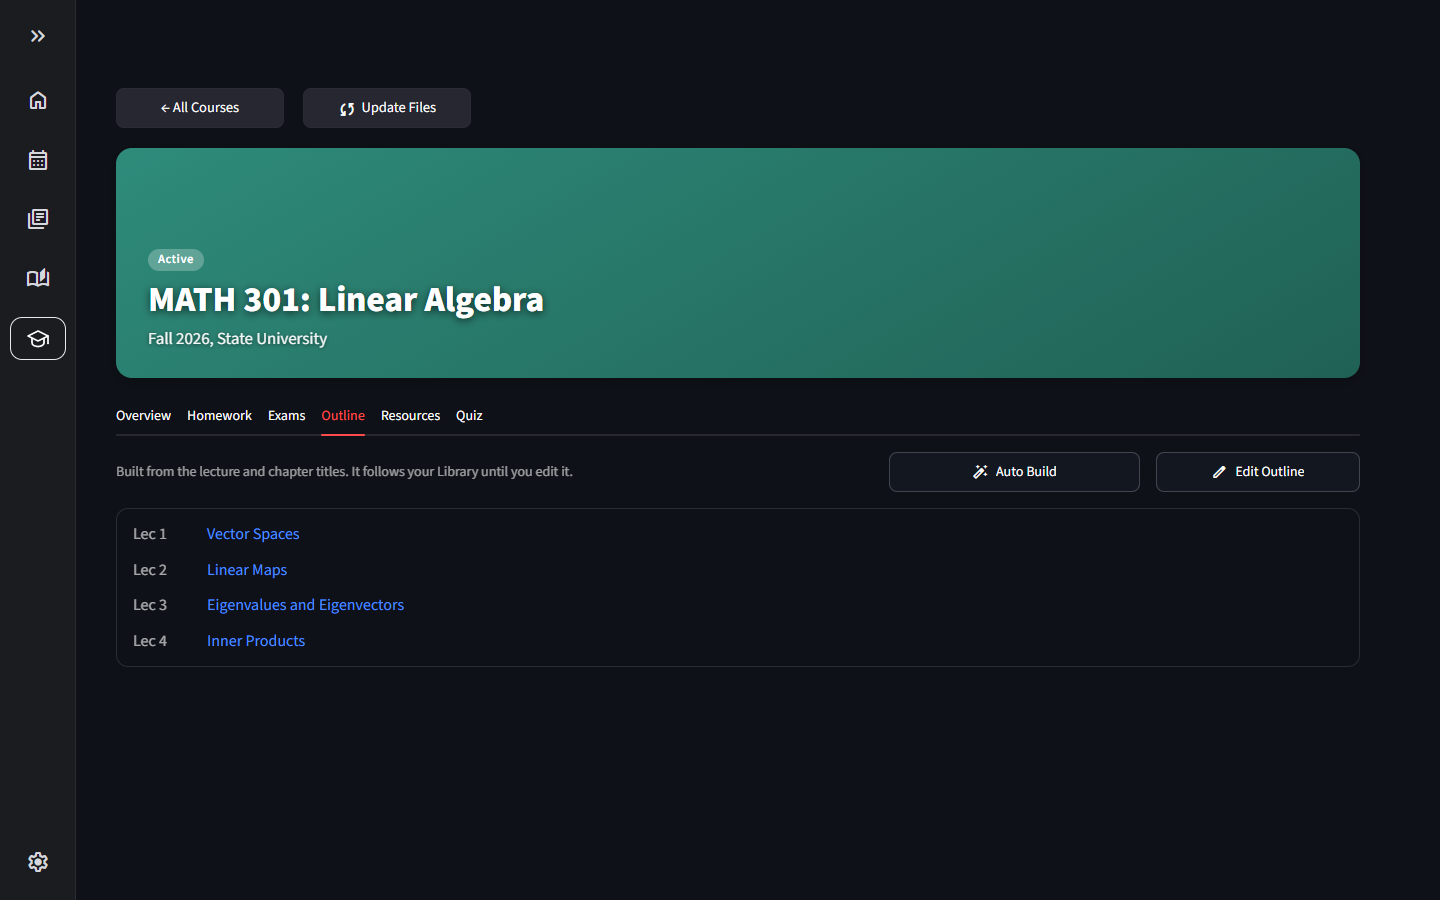 ← All Courses
Update Files
Active
MATH 301: Linear Algebra
Fall 2026, State University
Overview Homework Exams Outline Resources Quiz
Built from the lecture and chapter titles. It follows your Library until you edit it.
Auto Build
Edit Outline
Lec 1 Vector Spaces
Lec 2 Linear Maps
Lec 3 Eigenvalues and Eigenvectors
Lec 4 Inner Products